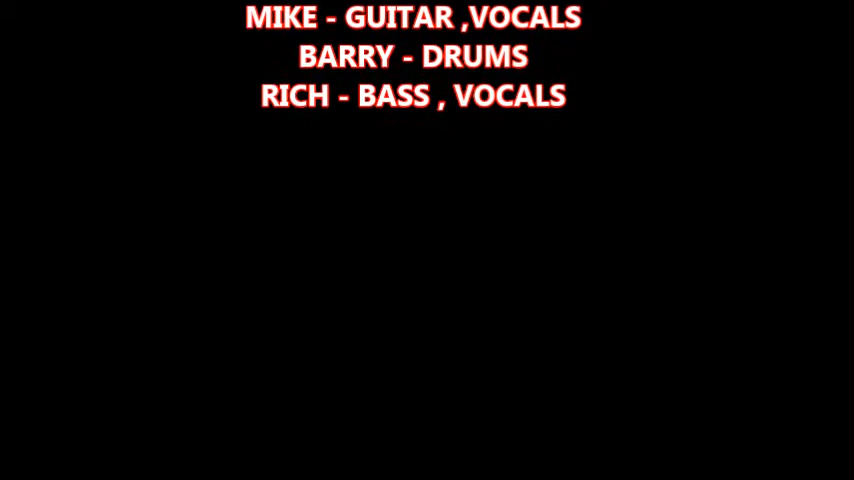 MIKE - GUITAR ,VOCALS
BARRY - DRUMS
RICH - BASS , VOCALS